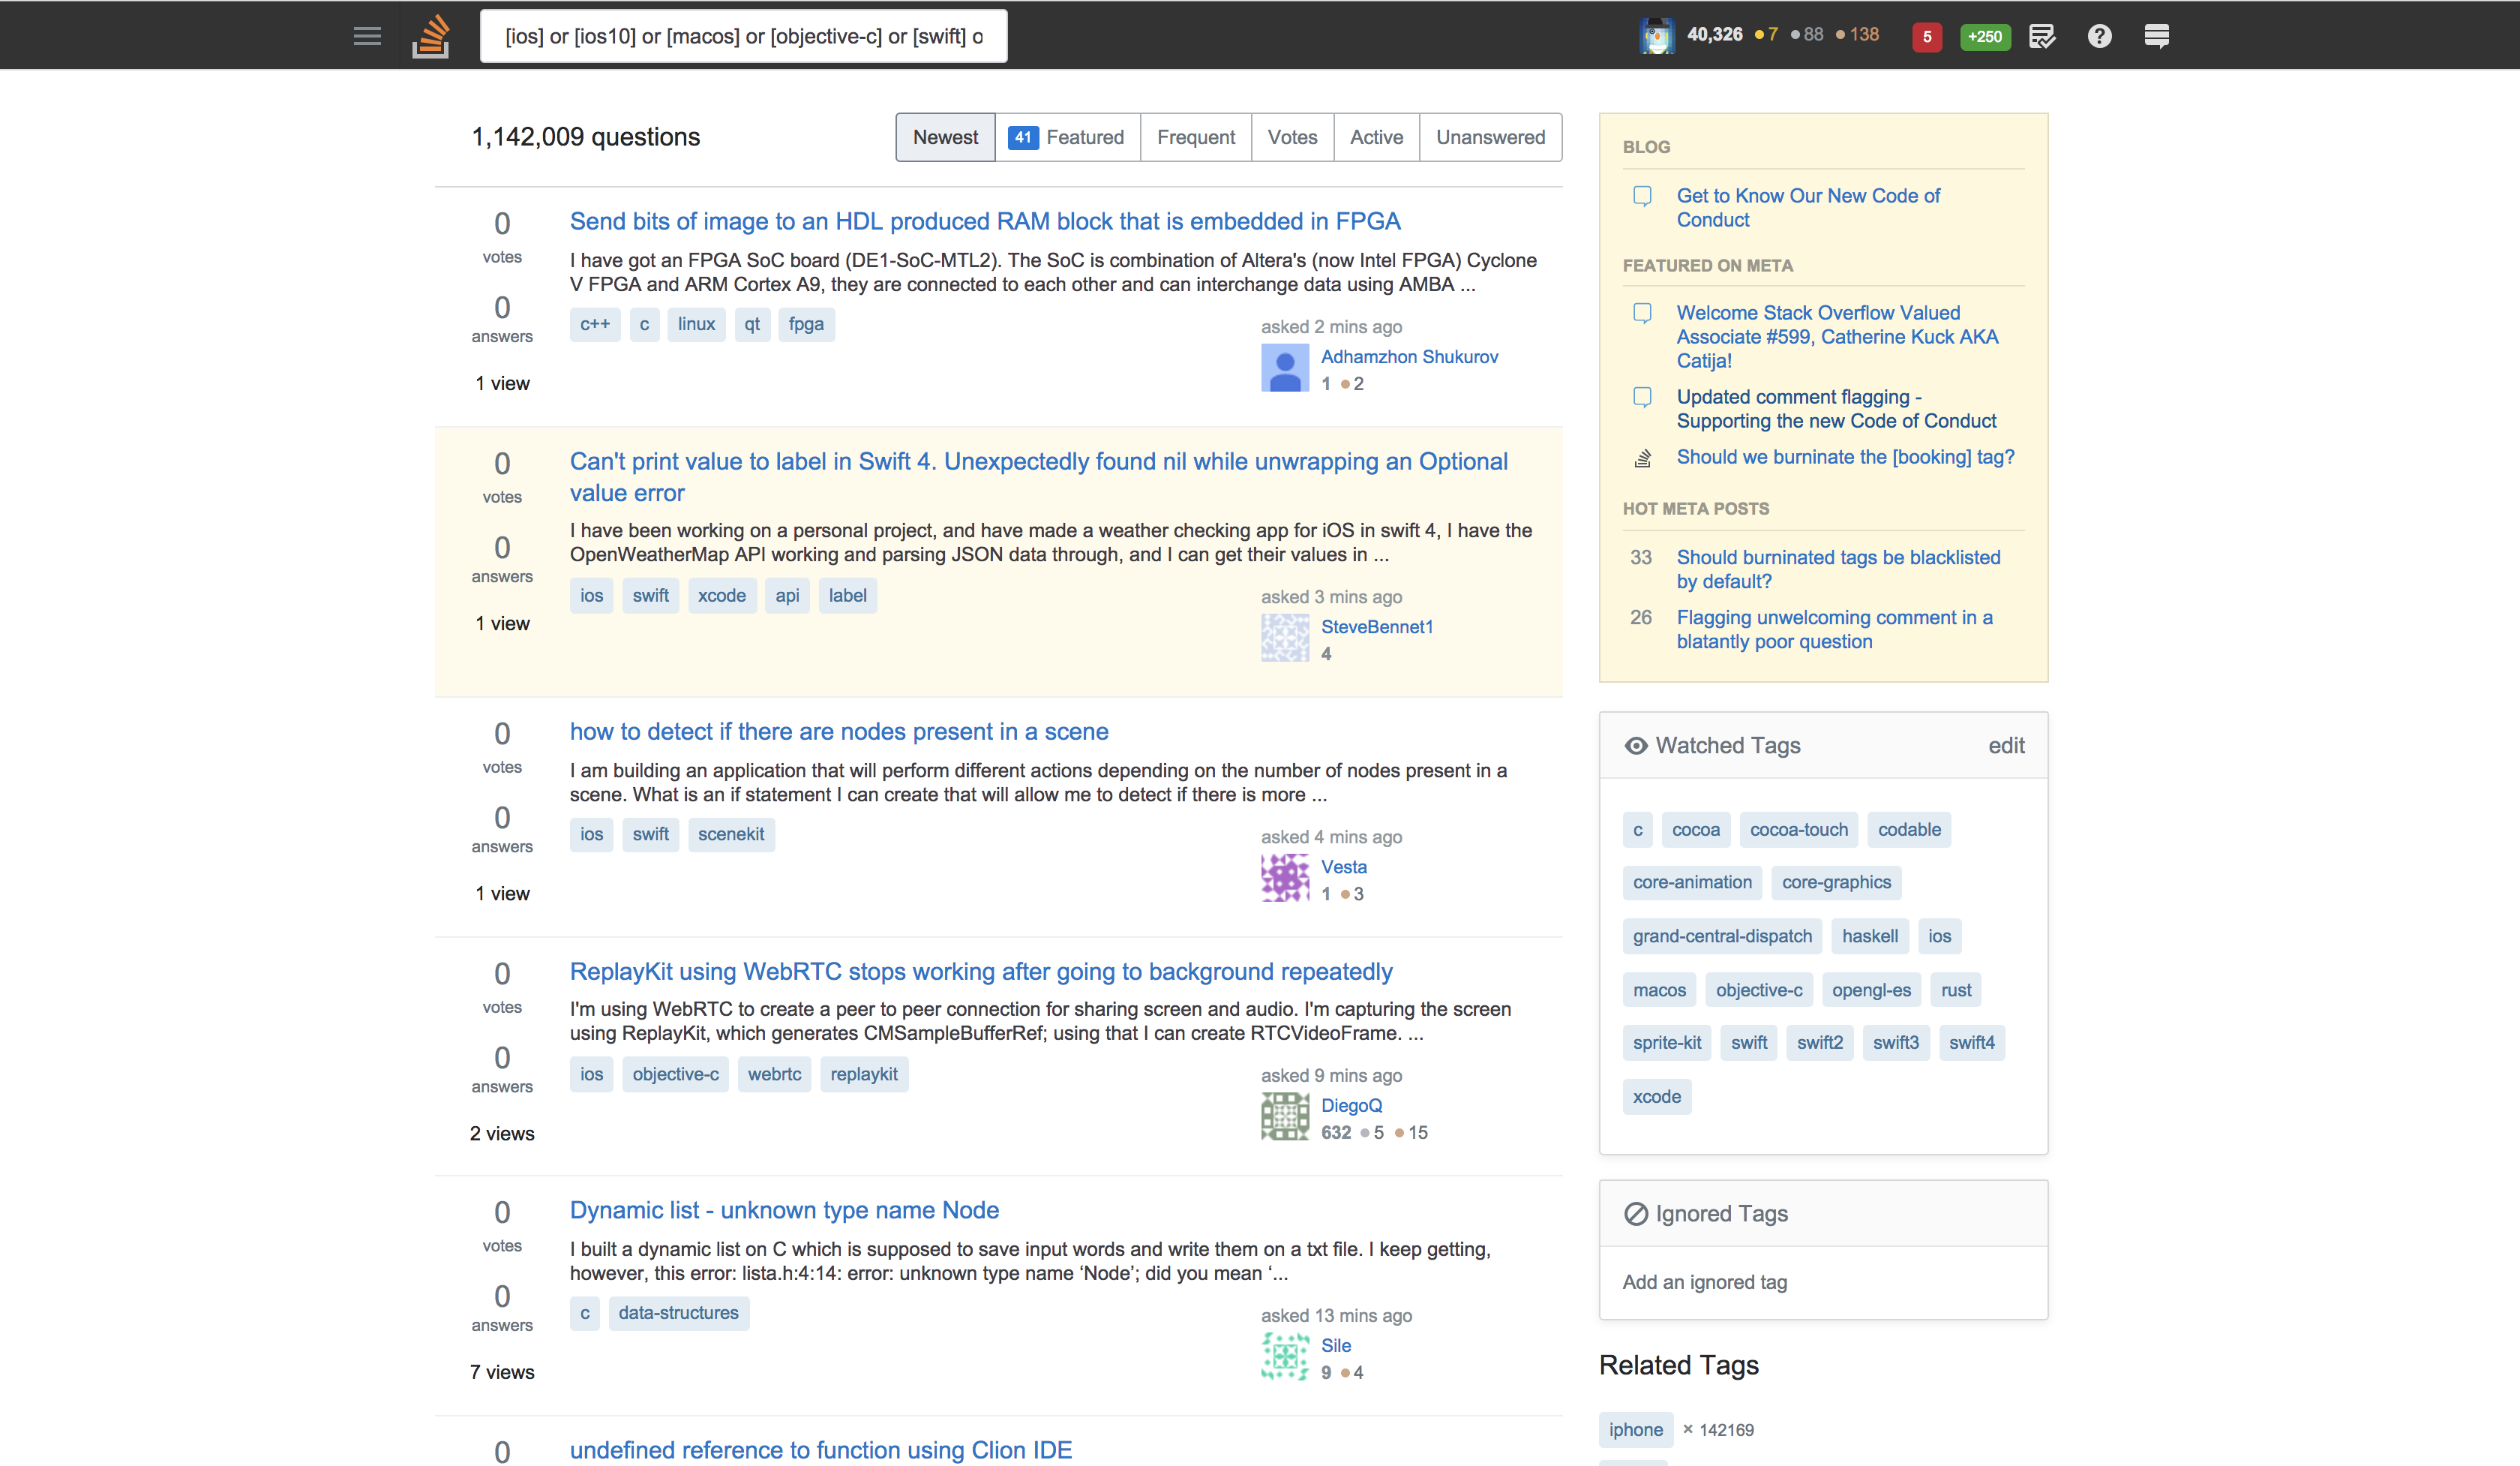 [ios] or [ios10] or [macos] or [objective-c] or [swift] o
40,326 7 88 138
5
+250
1,142,009 questions
Newest
41 Featured
Frequent
Votes
Active
Unanswered
0
votes
0
answers
1 view
Send bits of image to an HDL produced RAM block that is embedded in FPGA
I have got an FPGA SoC board (DE1-SoC-MTL2). The SoC is combination of Altera's (now Intel FPGA) Cyclone
V FPGA and ARM Cortex A9, they are connected to each other and can interchange data using AMBA ...
c++ c linux qt fpga
asked 2 mins ago
Adhamzhon Shukurov
1 2
0
votes
0
answers
1 view
Can't print value to label in Swift 4. Unexpectedly found nil while unwrapping an Optional
value error
I have been working on a personal project, and have made a weather checking app for iOS in swift 4, I have the
OpenWeatherMap API working and parsing JSON data through, and I can get their values in ...
ios swift xcode api label
asked 3 mins ago
SteveBennet1
4
0
votes
0
answers
1 view
how to detect if there are nodes present in a scene
I am building an application that will perform different actions depending on the number of nodes present in a
scene. What is an if statement I can create that will allow me to detect if there is more ...
ios swift scenekit
asked 4 mins ago
Vesta
1 3
0
votes
0
answers
2 views
ReplayKit using WebRTC stops working after going to background repeatedly
I'm using WebRTC to create a peer to peer connection for sharing screen and audio. I'm capturing the screen
using ReplayKit, which generates CMSampleBufferRef; using that I can create RTCVideoFrame. ...
ios objective-c webrtc replaykit
asked 9 mins ago
DiegoQ
632 5 15
0
votes
0
answers
7 views
Dynamic list - unknown type name Node
I built a dynamic list on C which is supposed to save input words and write them on a txt file. I keep getting,
however, this error: lista.h:4:14: error: unknown type name ‘Node’; did you mean ‘...
c data-structures
asked 13 mins ago
Sile
9 4
0
undefined reference to function using Clion IDE
BLOG
Get to Know Our New Code of
Conduct
FEATURED ON META
Welcome Stack Overflow Valued
Associate #599, Catherine Kuck AKA
Catija!
Updated comment flagging -
Supporting the new Code of Conduct
Should we burninate the [booking] tag?
HOT META POSTS
33 Should burninated tags be blacklisted
by default?
26 Flagging unwelcoming comment in a
blatantly poor question
Watched Tags
edit
c cocoa cocoa-touch codable
core-animation core-graphics
grand-central-dispatch haskell ios
macos objective-c opengl-es rust
sprite-kit swift swift2 swift3 swift4
xcode
Ignored Tags
Add an ignored tag
Related Tags
iphone × 142169